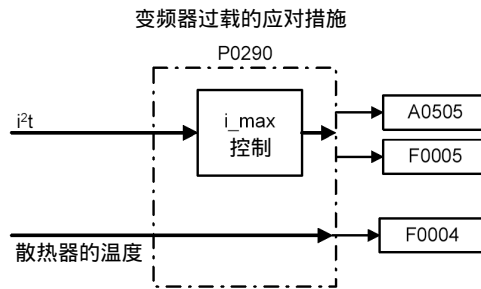 变频器过载的应对措施
P0290
i²t
i_max
控制
A0505
F0005
散热器的温度
F0004